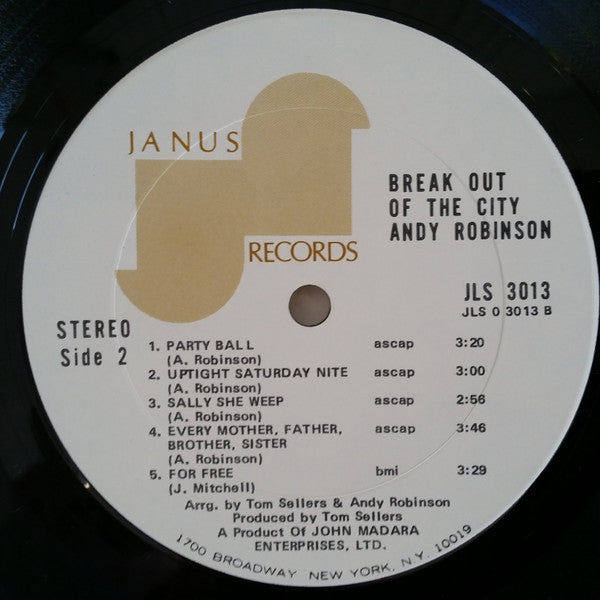 JANUS
RECORDS
BREAK OUT
OF THE CITY
ANDY ROBINSON
JLS 3013
JLS 0 3013 B
STEREO
Side 2
1. PARTY BALL ascap 3:20
(A. Robinson)
2. UPTIGHT SATURDAY NITE ascap 3:00
(A. Robinson)
3. SALLY SHE WEEP ascap 2:56
(A. Robinson)
4. EVERY MOTHER, FATHER, ascap 3:46
BROTHER, SISTER
(A. Robinson)
5. FOR FREE bmi 3:29
(J. Mitchell)
Arrg. by Tom Sellers & Andy Robinson
Produced by Tom Sellers
A Product Of JOHN MADARA
ENTERPRISES, LTD.
1700 BROADWAY NEW YORK, N.Y. 10019